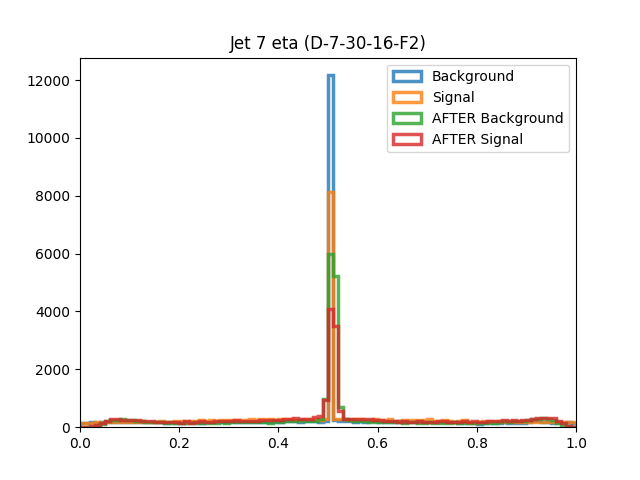 Jet 7 eta (D-7-30-16-F2)
Background
Signal
AFTER Background
AFTER Signal
12000
10000
8000
6000
4000
2000
0
0.0 0.2 0.4 0.6 0.8 1.0